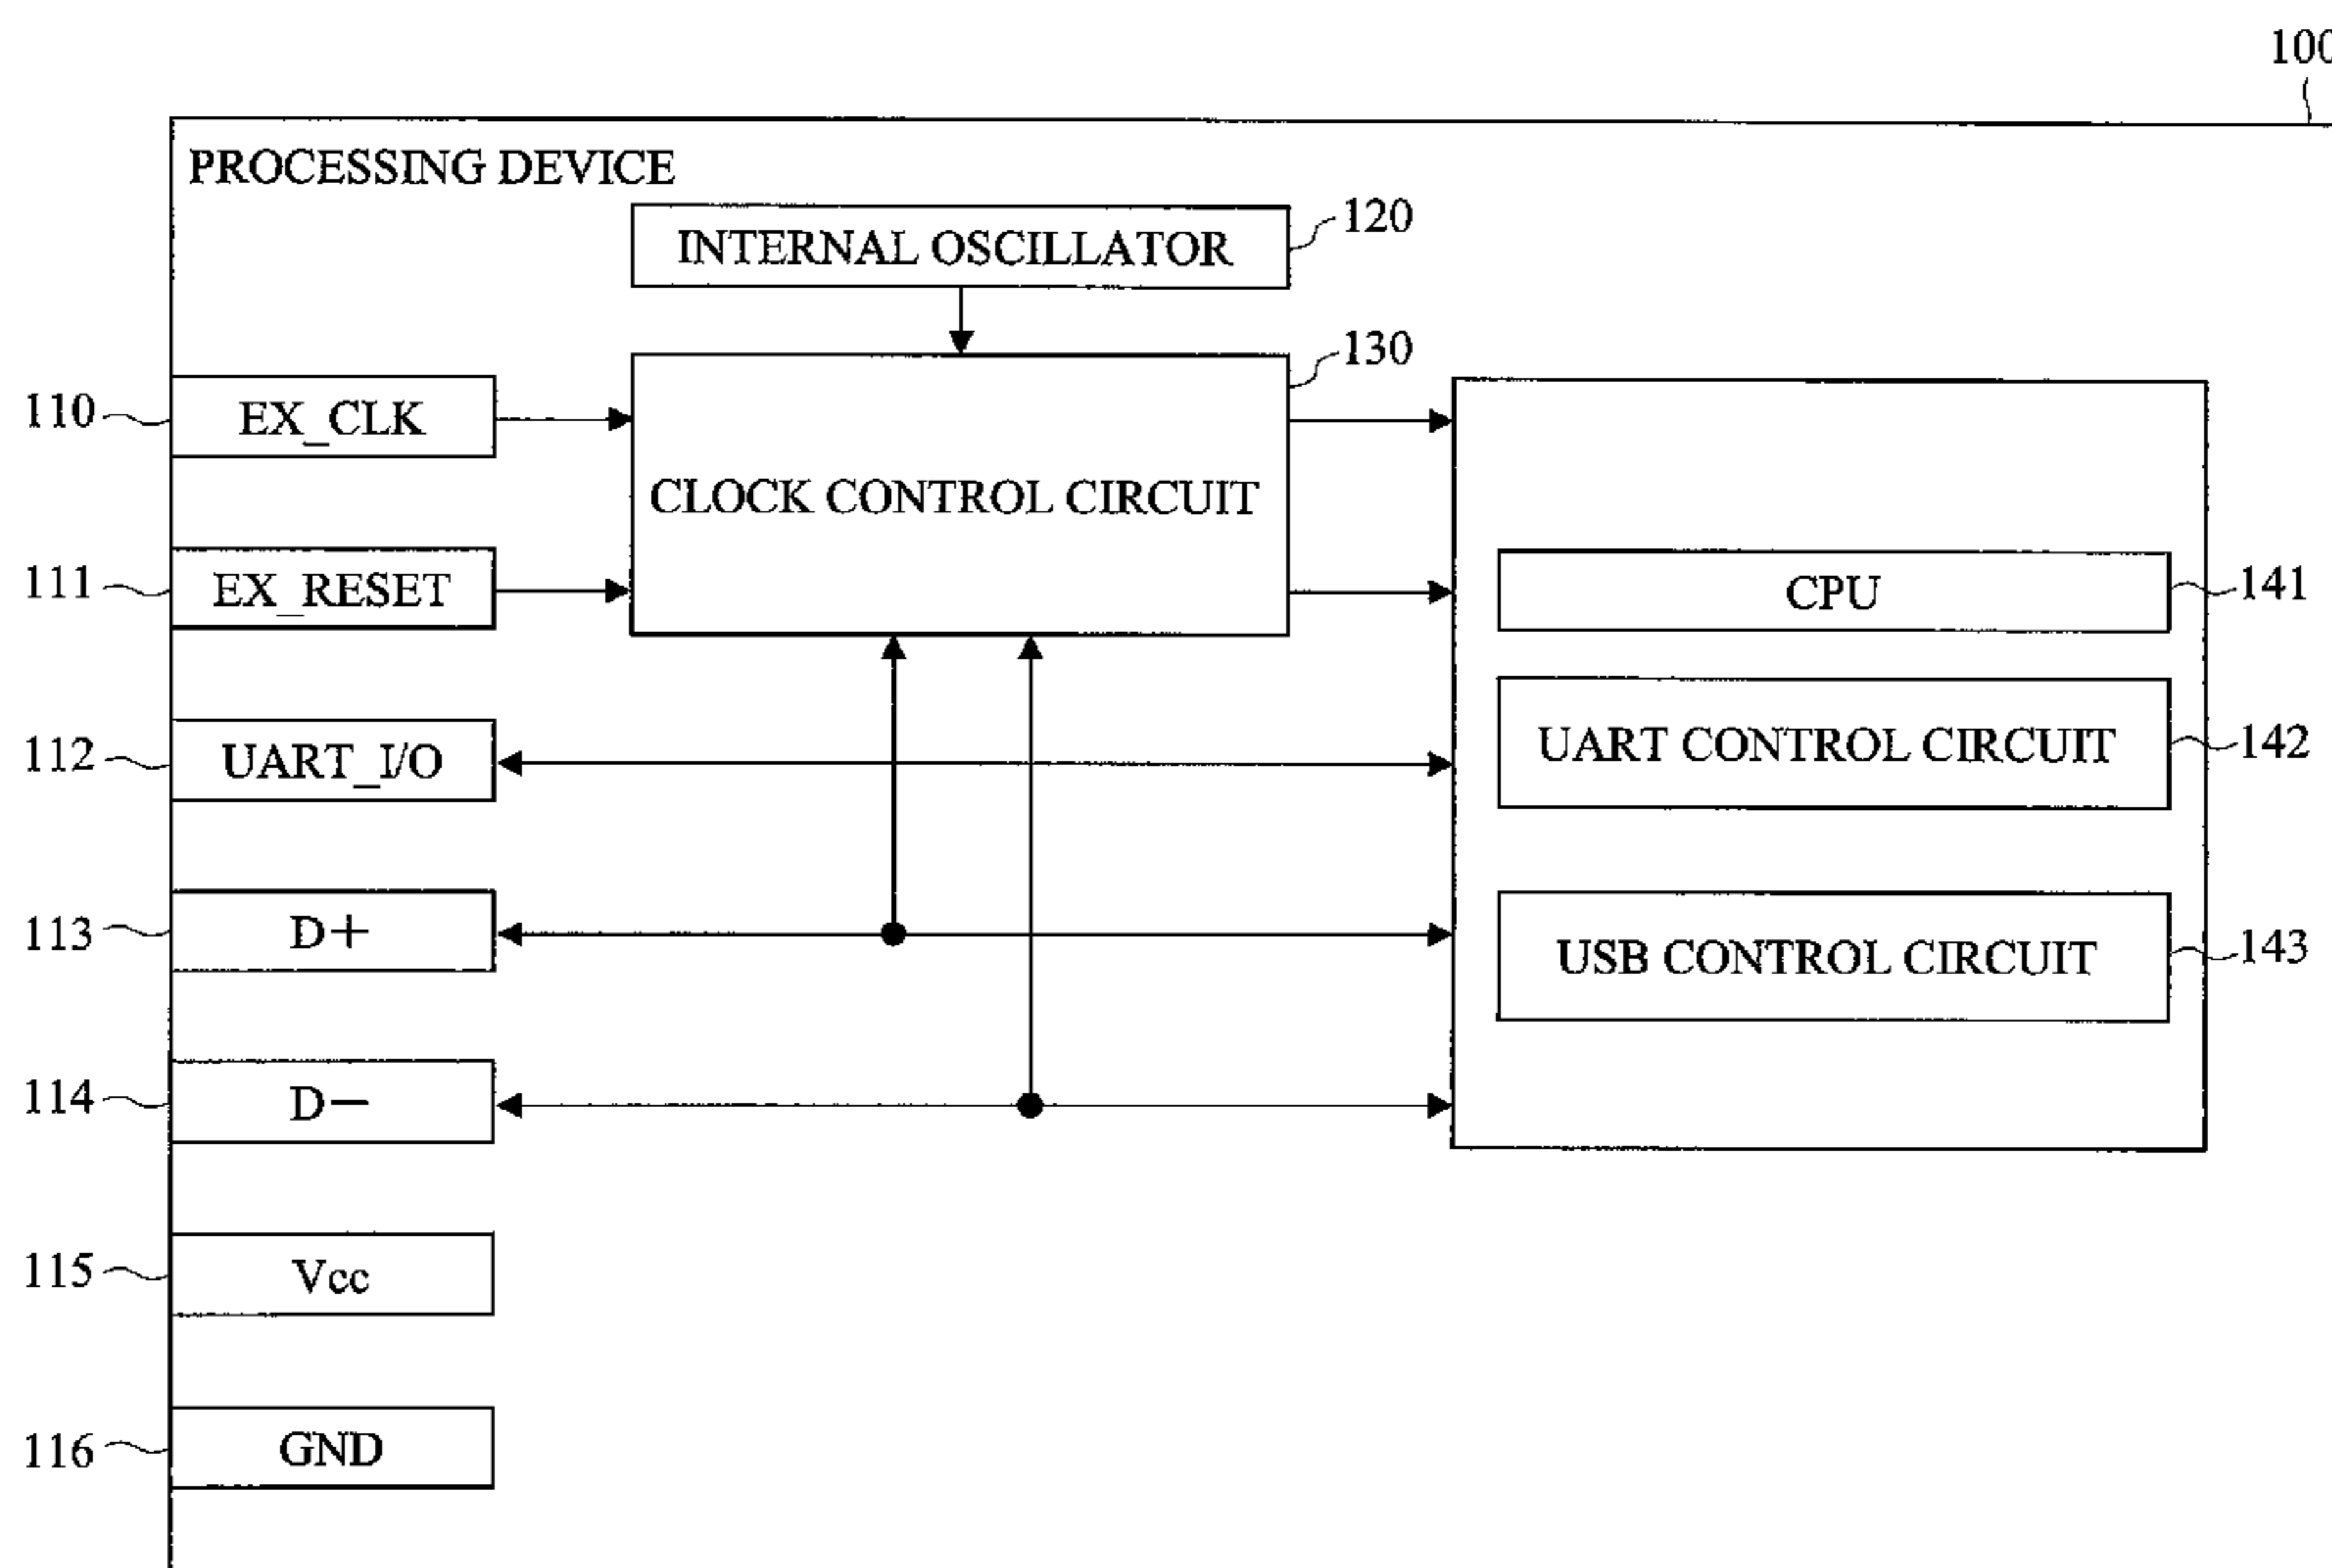 100
PROCESSING DEVICE
INTERNAL OSCILLATOR
120
130
110
EX_CLK
CLOCK CONTROL CIRCUIT
111
EX_RESET
CPU
141
112
UART_I/O
UART CONTROL CIRCUIT
142
113
D+
USB CONTROL CIRCUIT
143
114
D−
115
Vcc
116
GND